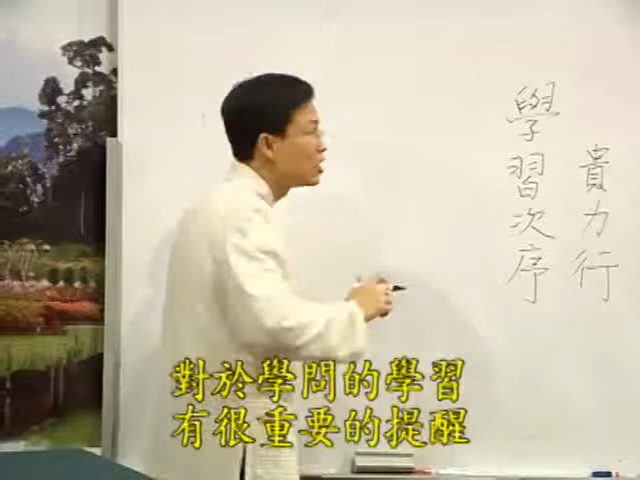 貴力行
學習次序
對於學問的學習
有很重要的提醒